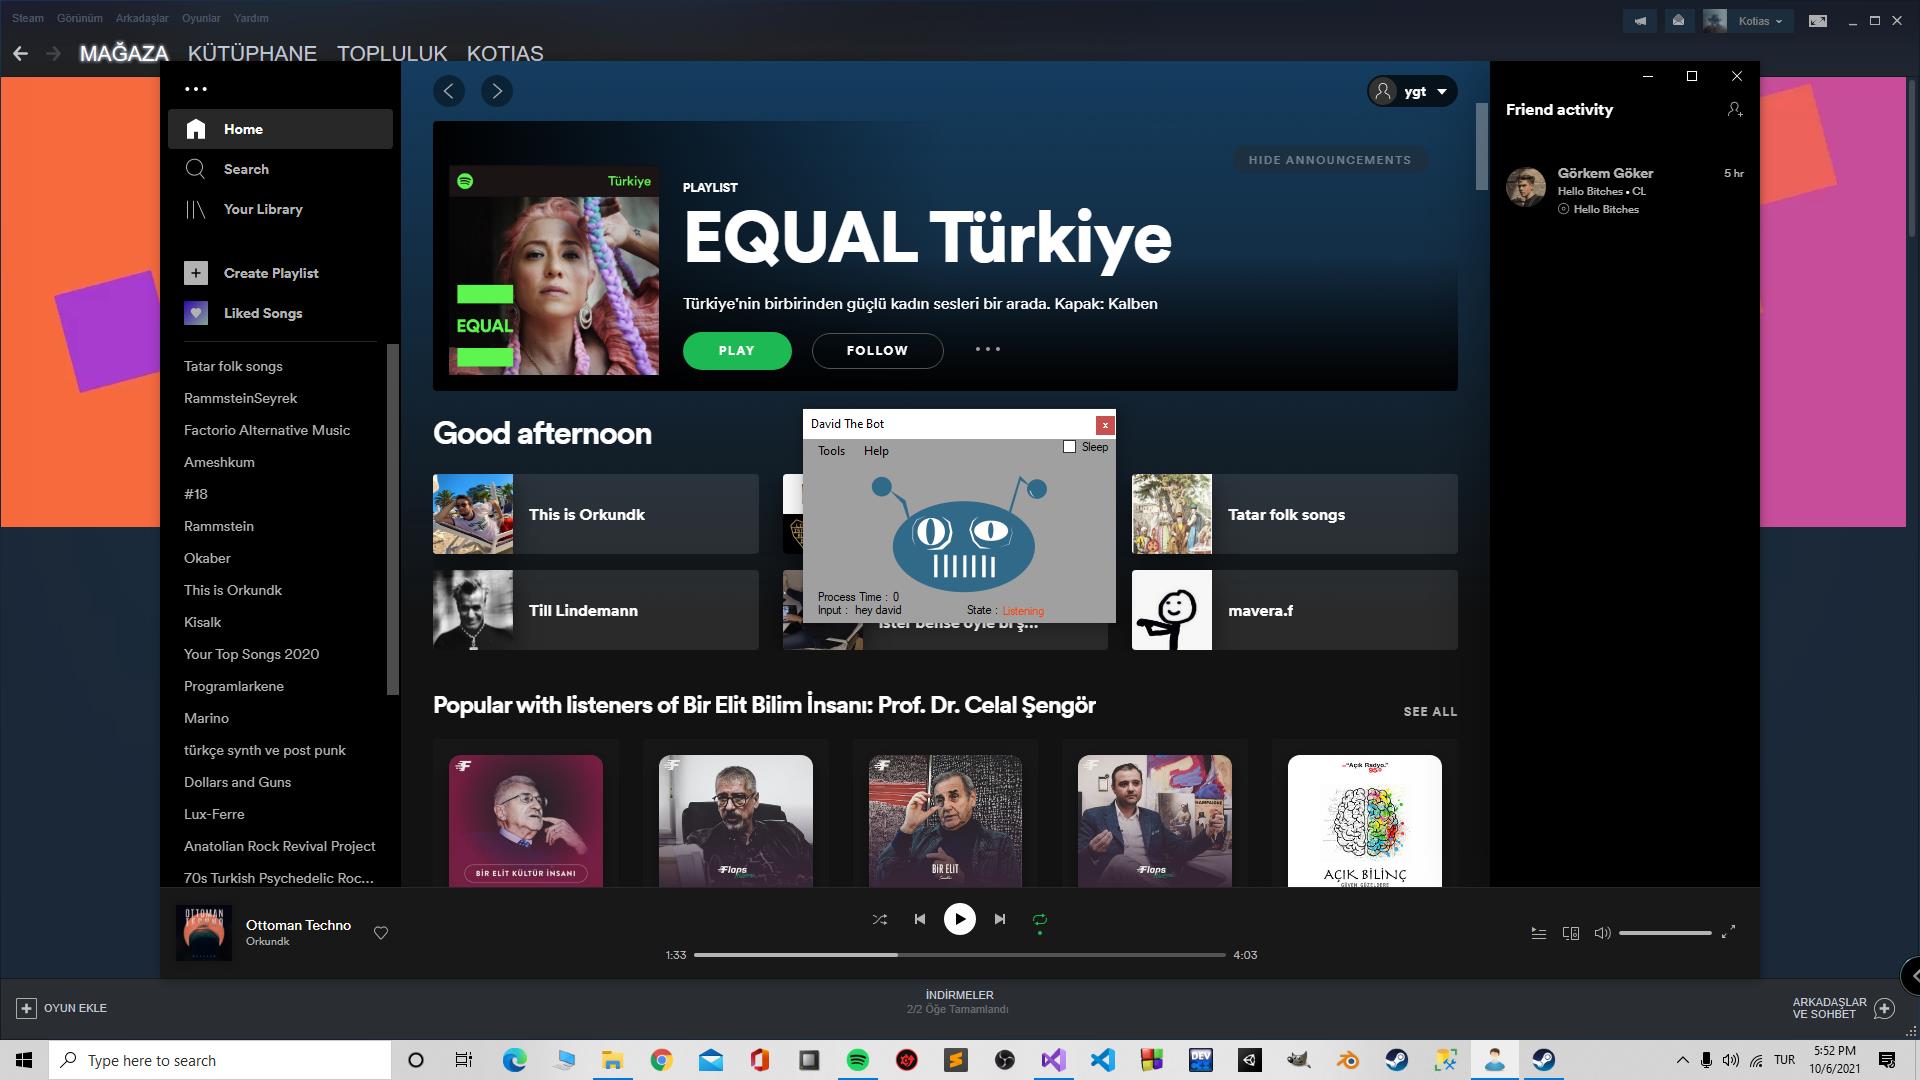 Steam Görünüm Arkadaşlar Oyunlar Yardım
Kotias
MAĞAZA KÜTÜPHANE TOPLULUK KOTIAS
Home
Search
Your Library
Create Playlist
Liked Songs
Tatar folk songs
RammsteinSeyrek
Factorio Alternative Music
Ameshkum
#18
Rammstein
Okaber
This is Orkundk
Kisalk
Your Top Songs 2020
Programlarkene
Marino
türkçe synth ve post punk
Dollars and Guns
Lux-Ferre
Anatolian Rock Revival Project
70s Turkish Psychedelic Roc...
ygt
HIDE ANNOUNCEMENTS
Türkiye
EQUAL
PLAYLIST
EQUAL Türkiye
Türkiye'nin birbirinden güçlü kadın sesleri bir arada. Kapak: Kalben
PLAY FOLLOW
Good afternoon
This is Orkundk
Tatar folk songs
Till Lindemann
mavera.f
David The Bot
Tools Help Sleep
Process Time : 0
Input : hey david State : Listening
Popular with listeners of Bir Elit Bilim İnsanı: Prof. Dr. Celal Şengör
SEE ALL
BİR ELİT KÜLTÜR İNSANI
Flops
BİR ELİT
Flops
Açık Radyo.
AÇIK BİLİNÇ
GÜVEN GÜZELDERE
Friend activity
Görkem Göker 5 hr
Hello Bitches • CL
Hello Bitches
OTTOMAN
TECHNO
Ottoman Techno
Orkundk
1:33 4:03
OYUN EKLE
İNDİRMELER
2/2 Öğe Tamamlandı
ARKADAŞLAR
VE SOHBET
Type here to search
DEV
TUR
5:52 PM
10/6/2021